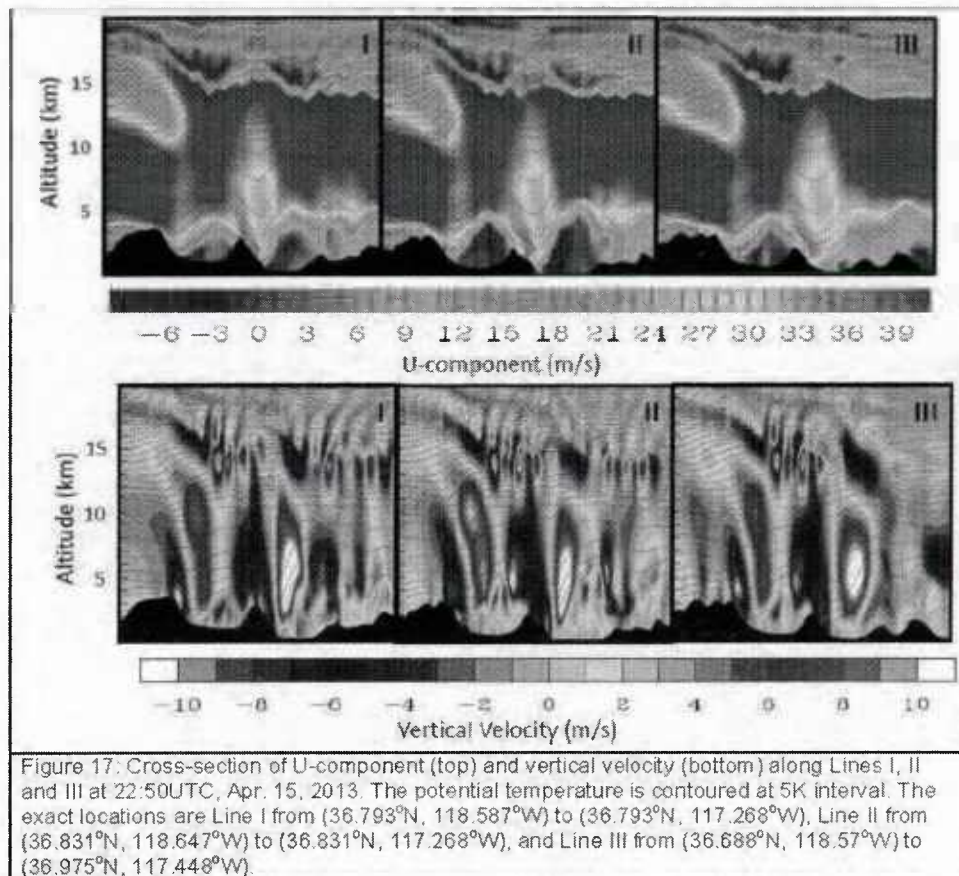 I
II
III
Altitude (km)
15
10
5
−6 −3 0 3 6 9 12 15 18 21 24 27 30 33 36 39
U-component (m/s)
I
II
III
Altitude (km)
15
10
5
−10 −8 −6 −4 −2 0 2 4 6 8 10
Vertical Velocity (m/s)
Figure 17: Cross-section of U-component (top) and vertical velocity (bottom) along Lines I, II
and III at 22:50UTC, Apr. 15, 2013. The potential temperature is contoured at 5K interval. The
exact locations are Line I from (36.793°N, 118.587°W) to (36.793°N, 117.268°W), Line II from
(36.831°N, 118.647°W) to (36.831°N, 117.268°W), and Line III from (36.688°N, 118.57°W) to
(36.975°N, 117.448°W).